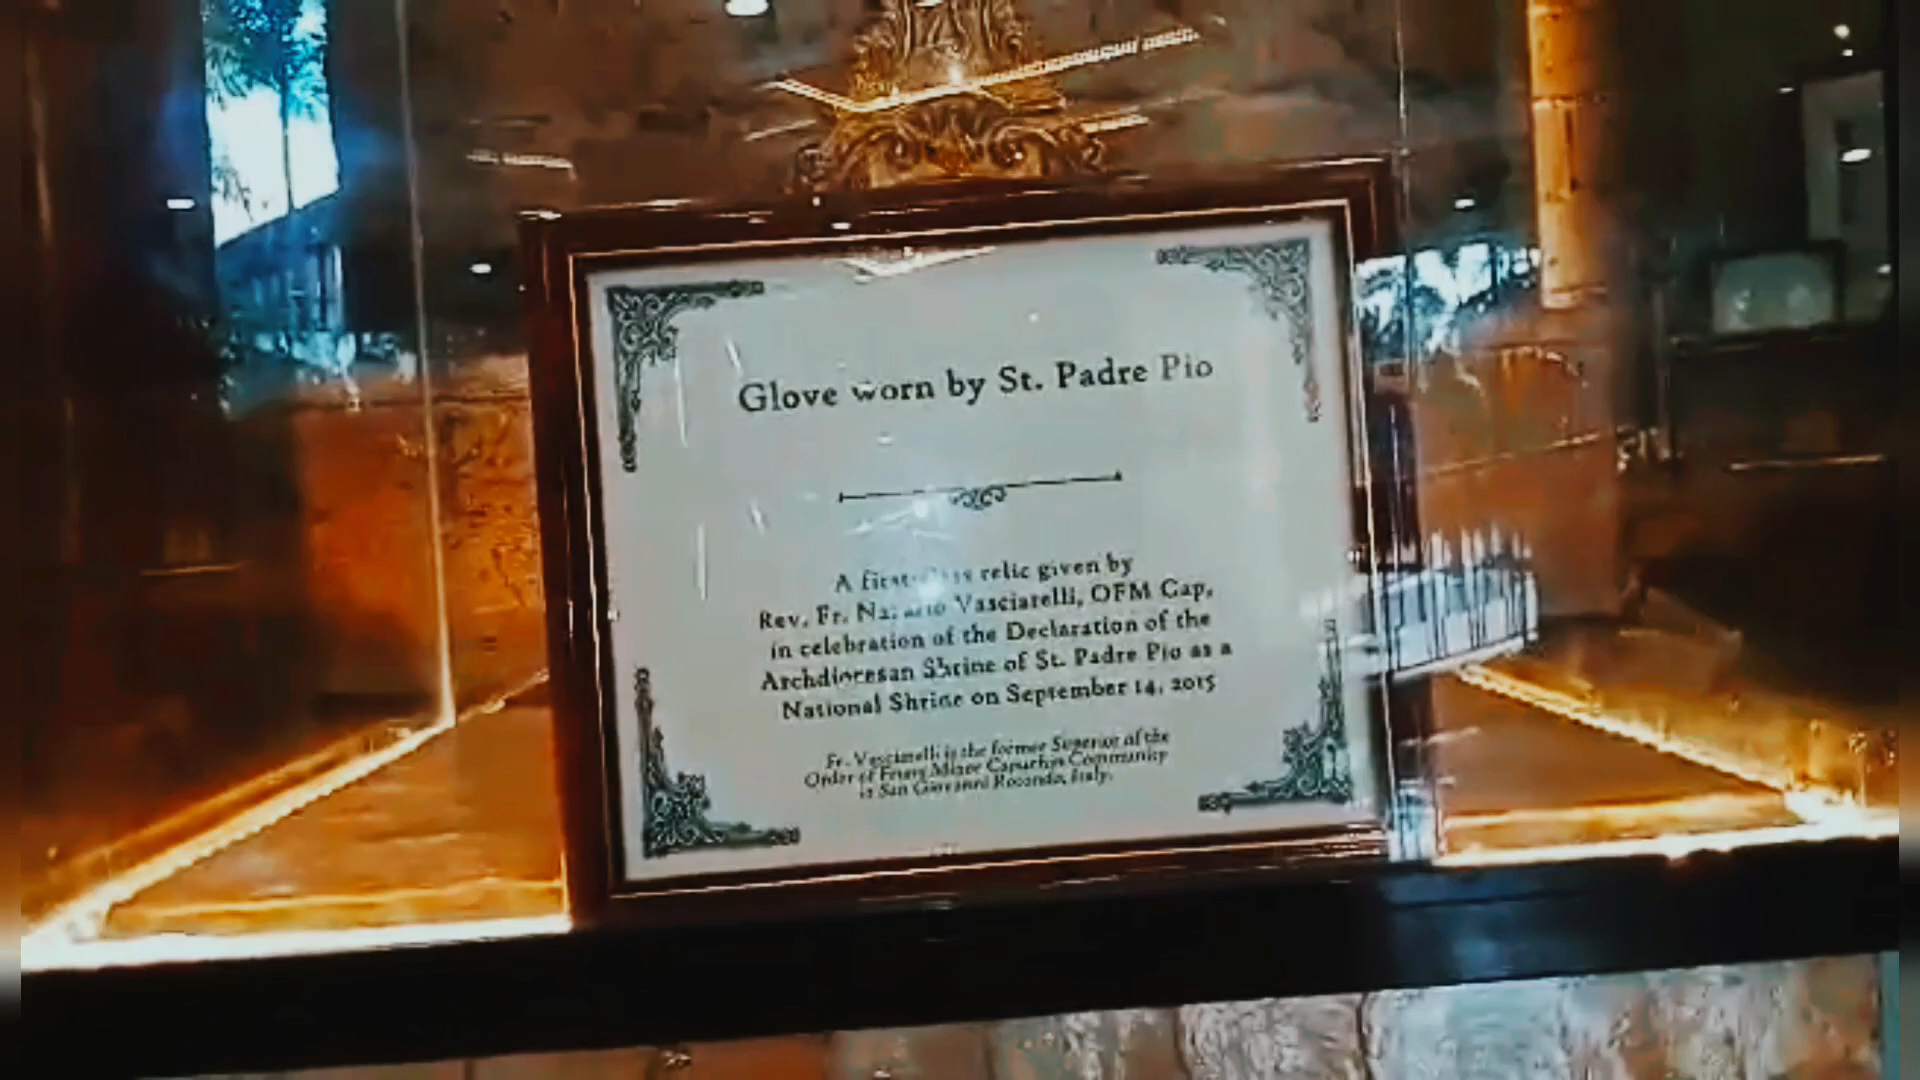 Glove worn by St. Padre Pio
A first relic given by
Rev. Fr. Vasciarelli, OFM Cap.
in celebration of the Declaration of the
Archdiocesan Shrine of St. Padre Pio as a
National Shrine on September 14, 2015
Fr. Vasciarelli is the former Superior of the
Order of Friars Minor Capuchin Community
in San Giovanni Rotondo, Italy.